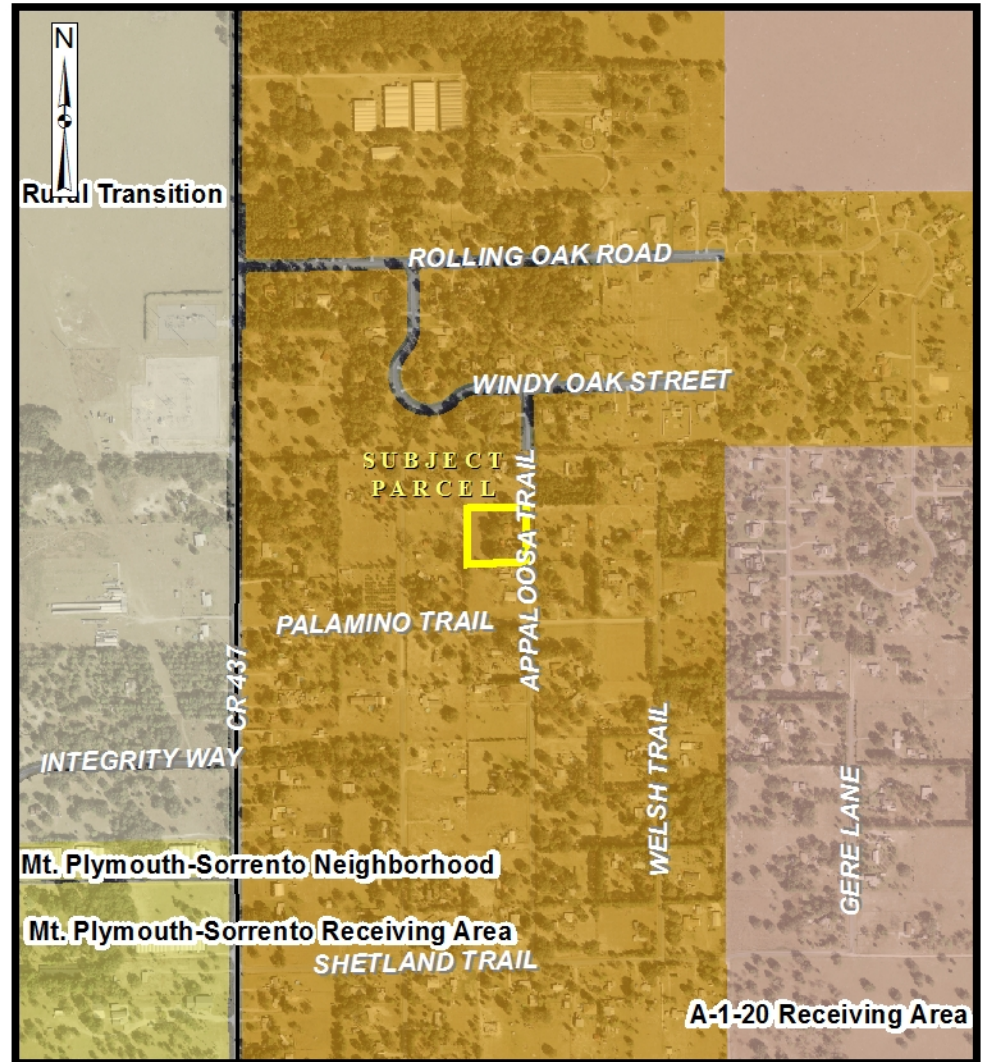 N
Rural Transition
ROLLING OAK ROAD
WINDY OAK STREET
SUBJECT
PARCEL
APPALOOSA TRAIL
PALAMINO TRAIL
CR 437
INTEGRITY WAY
WELSH TRAIL
GERE LANE
Mt. Plymouth-Sorrento Neighborhood
Mt. Plymouth-Sorrento Receiving Area
SHETLAND TRAIL
A-1-20 Receiving Area